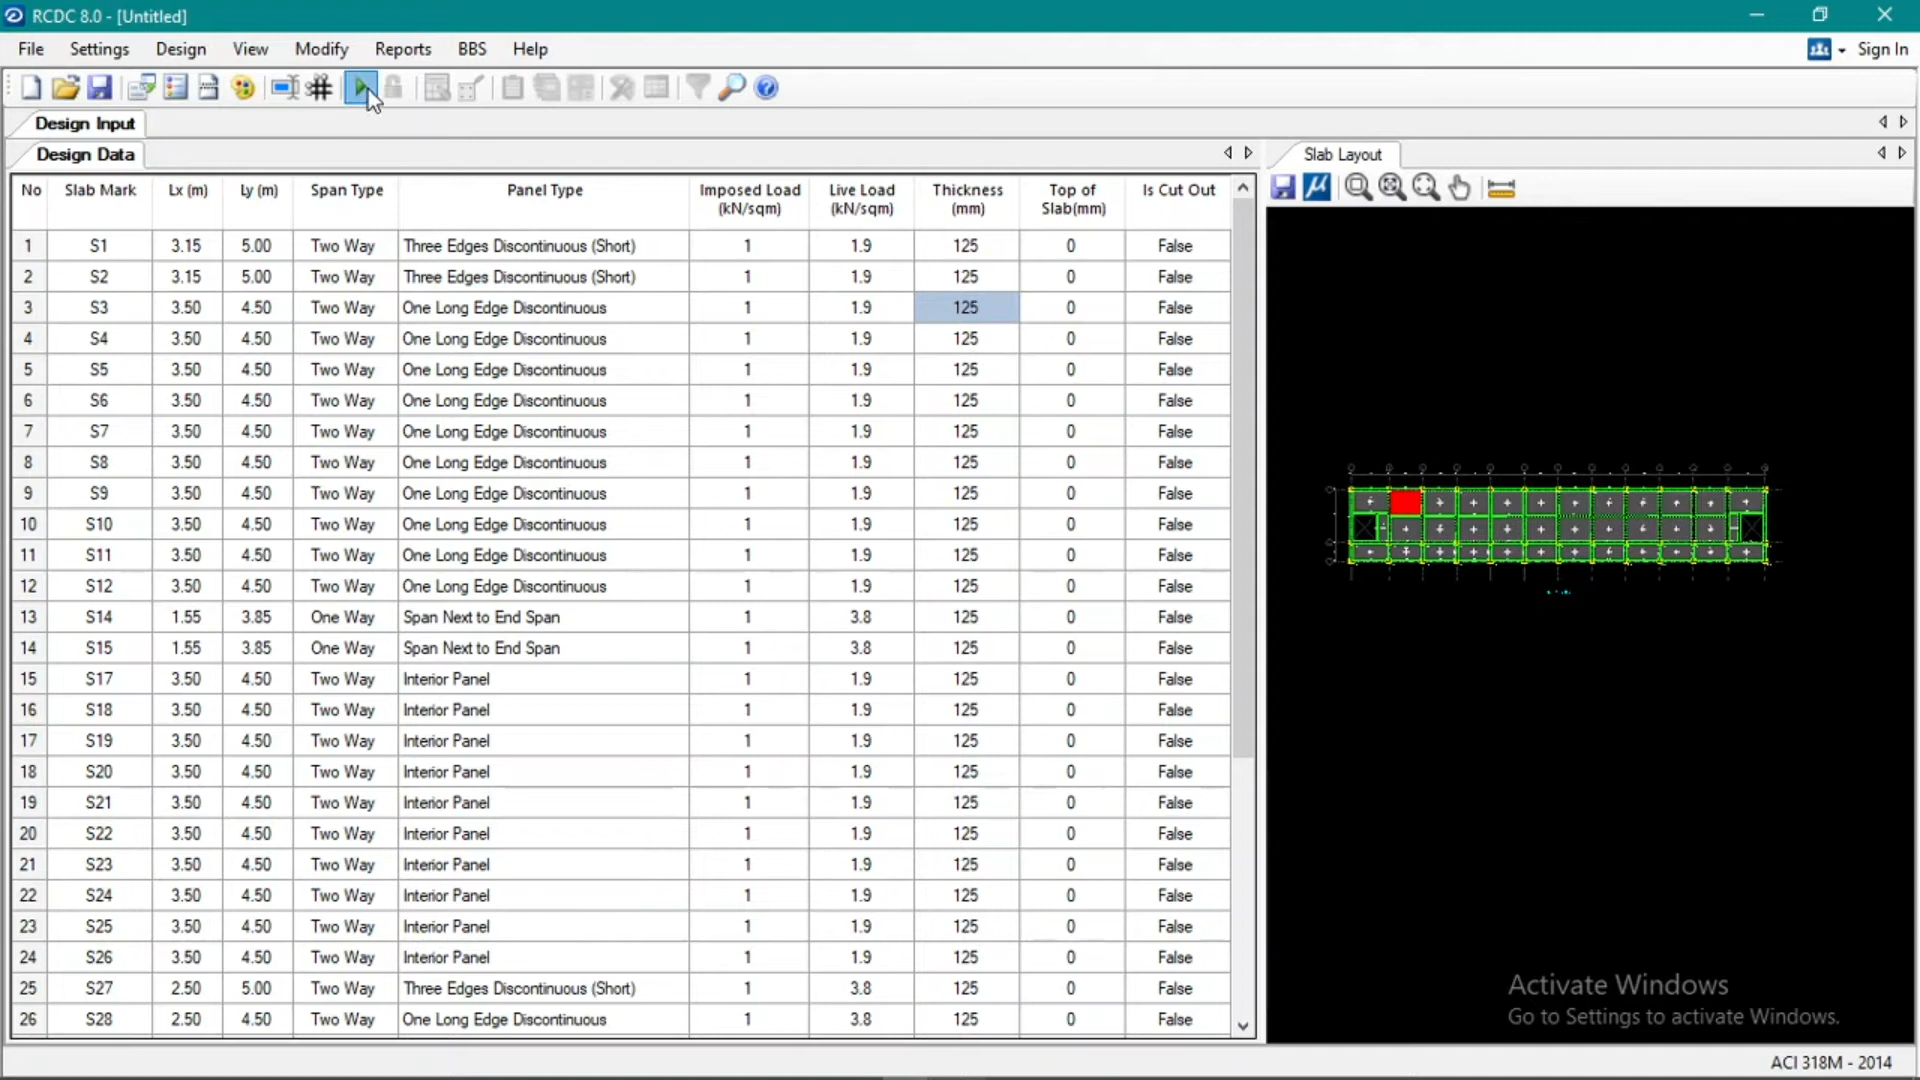 RCDC 8.0 - [Untitled]
File Settings Design View Modify Reports BBS Help Sign In
Design Input
Design Data
Slab Layout
No Slab Mark Lx (m) Ly (m) Span Type Panel Type Imposed Load (kN/sqm) Live Load (kN/sqm) Thickness (mm) Top of Slab(mm) Is Cut Out
1 S1 3.15 5.00 Two Way Three Edges Discontinuous (Short) 1 1.9 125 0 False
2 S2 3.15 5.00 Two Way Three Edges Discontinuous (Short) 1 1.9 125 0 False
3 S3 3.50 4.50 Two Way One Long Edge Discontinuous 1 1.9 125 0 False
4 S4 3.50 4.50 Two Way One Long Edge Discontinuous 1 1.9 125 0 False
5 S5 3.50 4.50 Two Way One Long Edge Discontinuous 1 1.9 125 0 False
6 S6 3.50 4.50 Two Way One Long Edge Discontinuous 1 1.9 125 0 False
7 S7 3.50 4.50 Two Way One Long Edge Discontinuous 1 1.9 125 0 False
8 S8 3.50 4.50 Two Way One Long Edge Discontinuous 1 1.9 125 0 False
9 S9 3.50 4.50 Two Way One Long Edge Discontinuous 1 1.9 125 0 False
10 S10 3.50 4.50 Two Way One Long Edge Discontinuous 1 1.9 125 0 False
11 S11 3.50 4.50 Two Way One Long Edge Discontinuous 1 1.9 125 0 False
12 S12 3.50 4.50 Two Way One Long Edge Discontinuous 1 1.9 125 0 False
13 S14 1.55 3.85 One Way Span Next to End Span 1 3.8 125 0 False
14 S15 1.55 3.85 One Way Span Next to End Span 1 3.8 125 0 False
15 S17 3.50 4.50 Two Way Interior Panel 1 1.9 125 0 False
16 S18 3.50 4.50 Two Way Interior Panel 1 1.9 125 0 False
17 S19 3.50 4.50 Two Way Interior Panel 1 1.9 125 0 False
18 S20 3.50 4.50 Two Way Interior Panel 1 1.9 125 0 False
19 S21 3.50 4.50 Two Way Interior Panel 1 1.9 125 0 False
20 S22 3.50 4.50 Two Way Interior Panel 1 1.9 125 0 False
21 S23 3.50 4.50 Two Way Interior Panel 1 1.9 125 0 False
22 S24 3.50 4.50 Two Way Interior Panel 1 1.9 125 0 False
23 S25 3.50 4.50 Two Way Interior Panel 1 1.9 125 0 False
24 S26 3.50 4.50 Two Way Interior Panel 1 1.9 125 0 False
25 S27 2.50 5.00 Two Way Three Edges Discontinuous (Short) 1 3.8 125 0 False
26 S28 2.50 4.50 Two Way One Long Edge Discontinuous 1 3.8 125 0 False
Activate Windows
Go to Settings to activate Windows.
ACI 318M - 2014